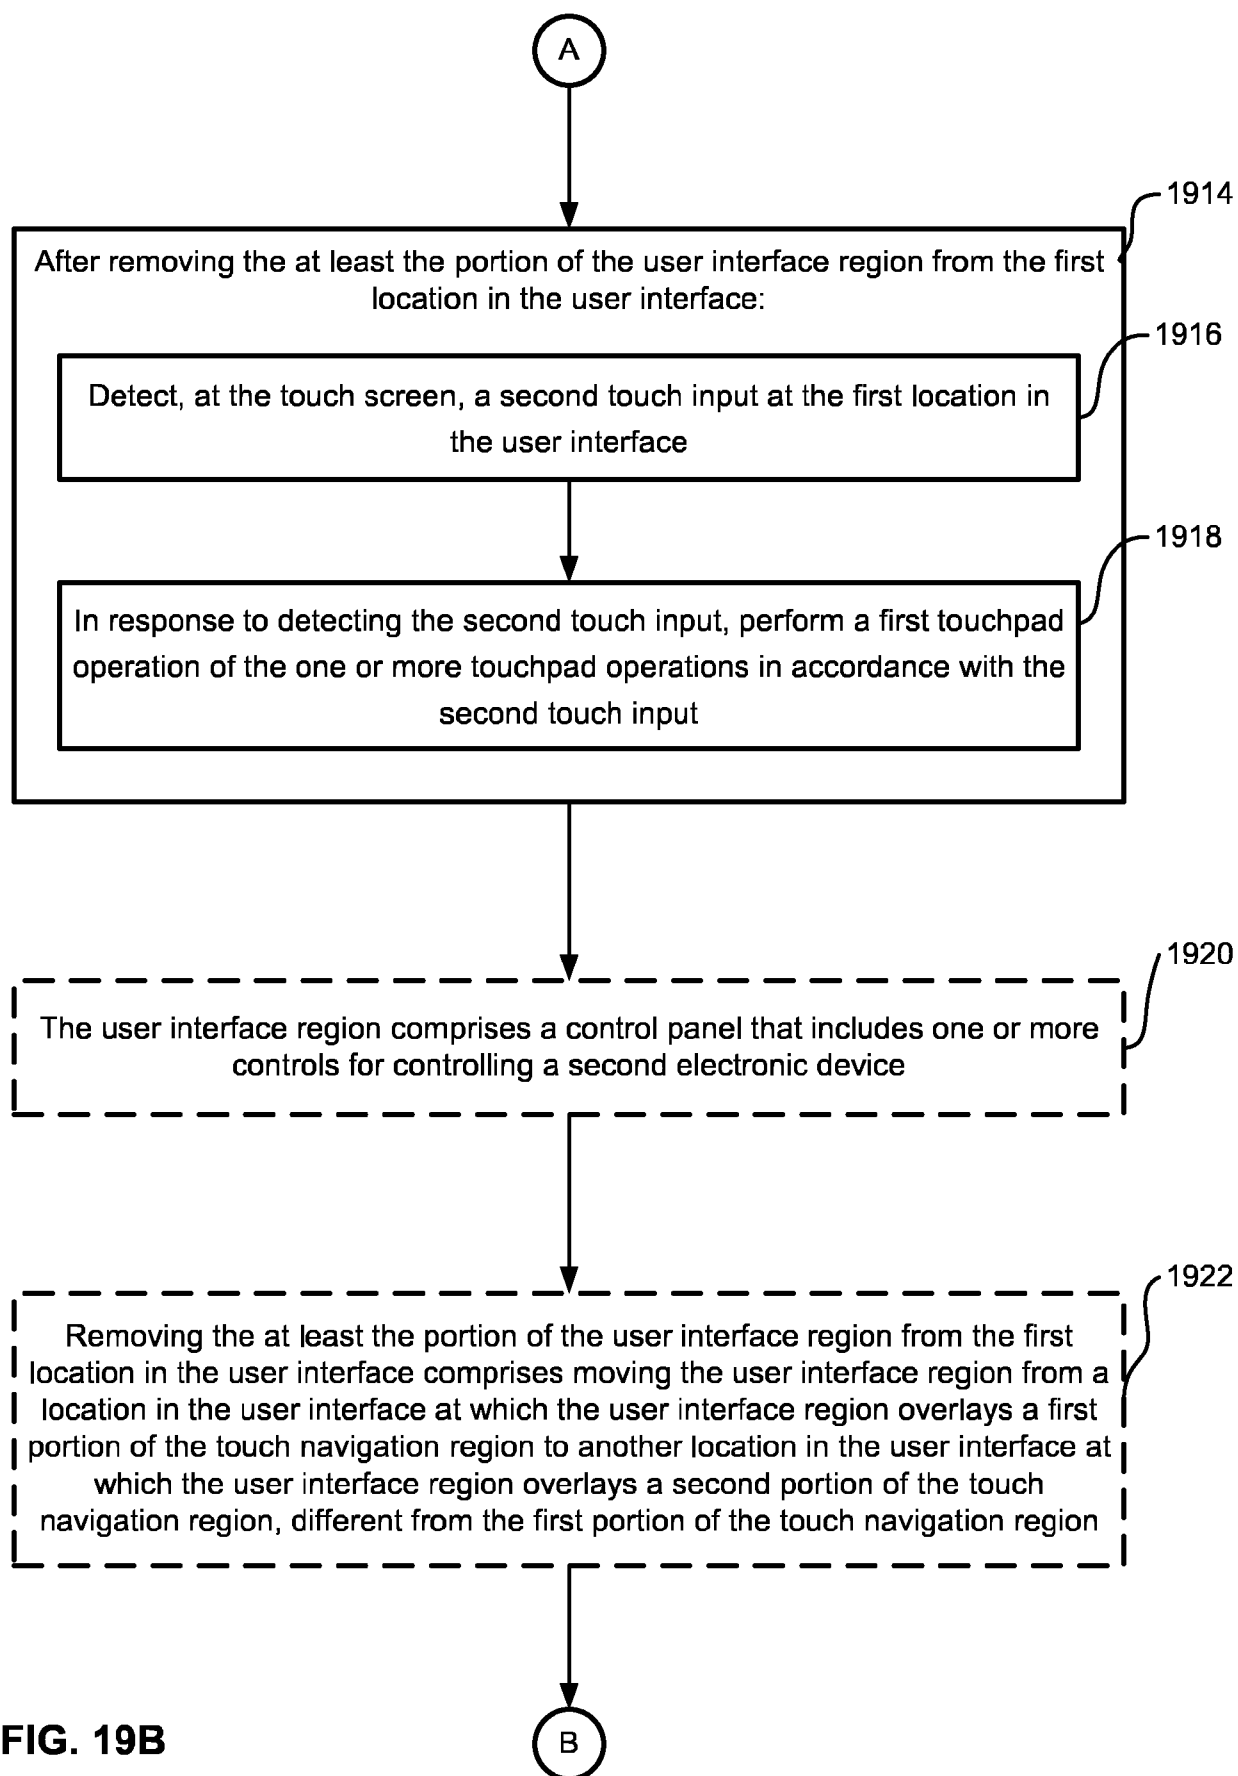 A
1914
After removing the at least the portion of the user interface region from the first
location in the user interface:
1916
Detect, at the touch screen, a second touch input at the first location in
the user interface
1918
In response to detecting the second touch input, perform a first touchpad
operation of the one or more touchpad operations in accordance with the
second touch input
1920
The user interface region comprises a control panel that includes one or more
controls for controlling a second electronic device
1922
Removing the at least the portion of the user interface region from the first
location in the user interface comprises moving the user interface region from a
location in the user interface at which the user interface region overlays a first
portion of the touch navigation region to another location in the user interface at
which the user interface region overlays a second portion of the touch
navigation region, different from the first portion of the touch navigation region
FIG. 19B
B